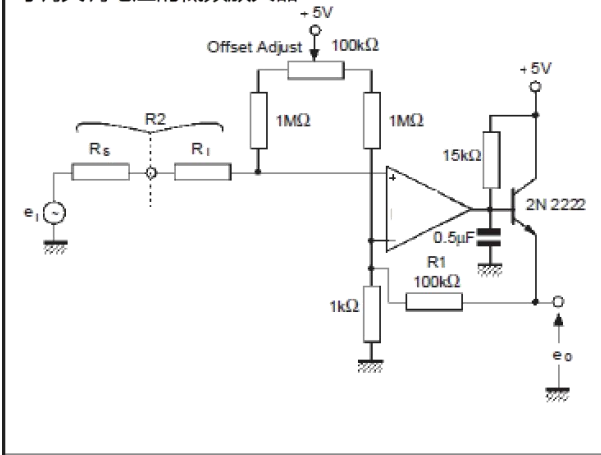 + 5V
Offset Adjust
100kΩ
+ 5V
R2
1MΩ
1MΩ
15kΩ
RS
RI
+
2N 2222
eI
~
−
0.5µF
R1
100kΩ
1kΩ
eo